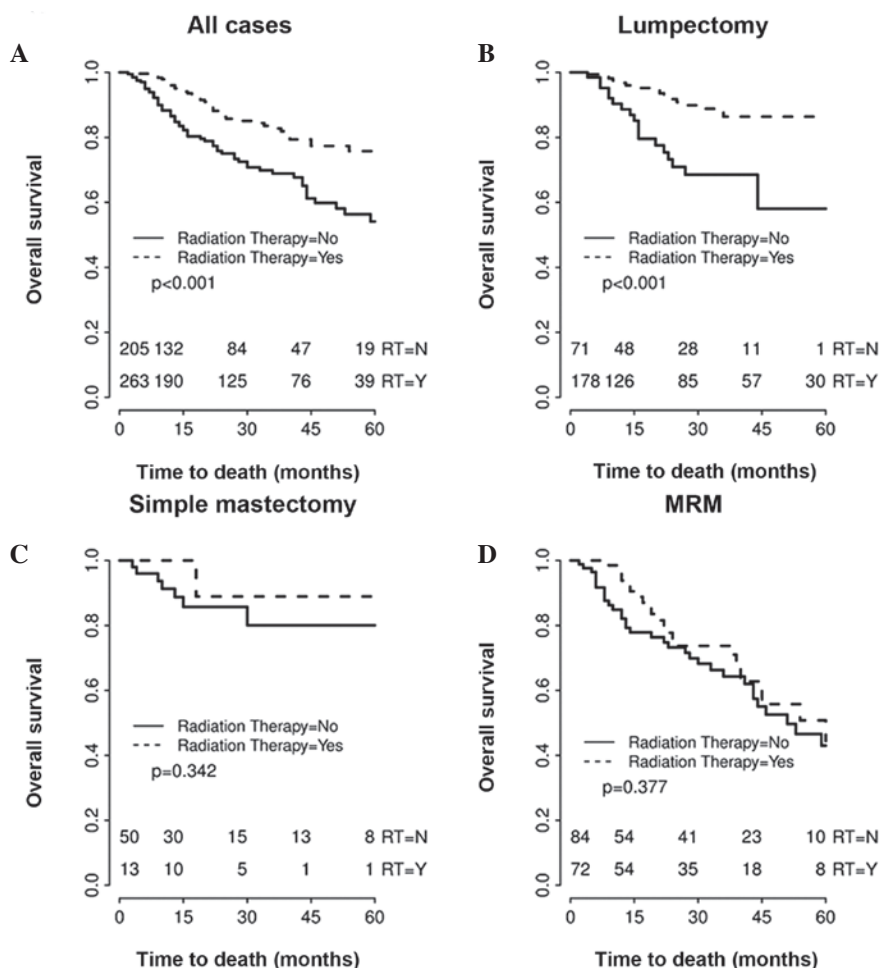 All cases
A
Overall survival
1.0
0.8
0.6
0.4
0.2
0.0
Radiation Therapy=No
Radiation Therapy=Yes
p<0.001
205 132 84 47 19 RT=N
263 190 125 76 39 RT=Y
0 15 30 45 60
Time to death (months)
Lumpectomy
B
Overall survival
1.0
0.8
0.6
0.4
0.2
0.0
Radiation Therapy=No
Radiation Therapy=Yes
p<0.001
71 48 28 11 1 RT=N
178 126 85 57 30 RT=Y
0 15 30 45 60
Time to death (months)
Simple mastectomy
C
Overall survival
1.0
0.8
0.6
0.4
0.2
0.0
Radiation Therapy=No
Radiation Therapy=Yes
p=0.342
50 30 15 13 8 RT=N
13 10 5 1 1 RT=Y
0 15 30 45 60
Time to death (months)
MRM
D
Overall survival
1.0
0.8
0.6
0.4
0.2
0.0
Radiation Therapy=No
Radiation Therapy=Yes
p=0.377
84 54 41 23 10 RT=N
72 54 35 18 8 RT=Y
0 15 30 45 60
Time to death (months)